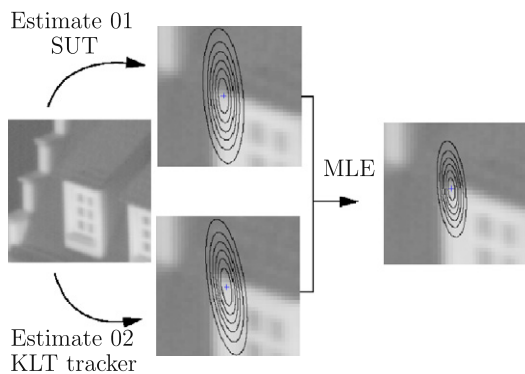 Estimate 01
SUT
MLE
Estimate 02
KLT tracker